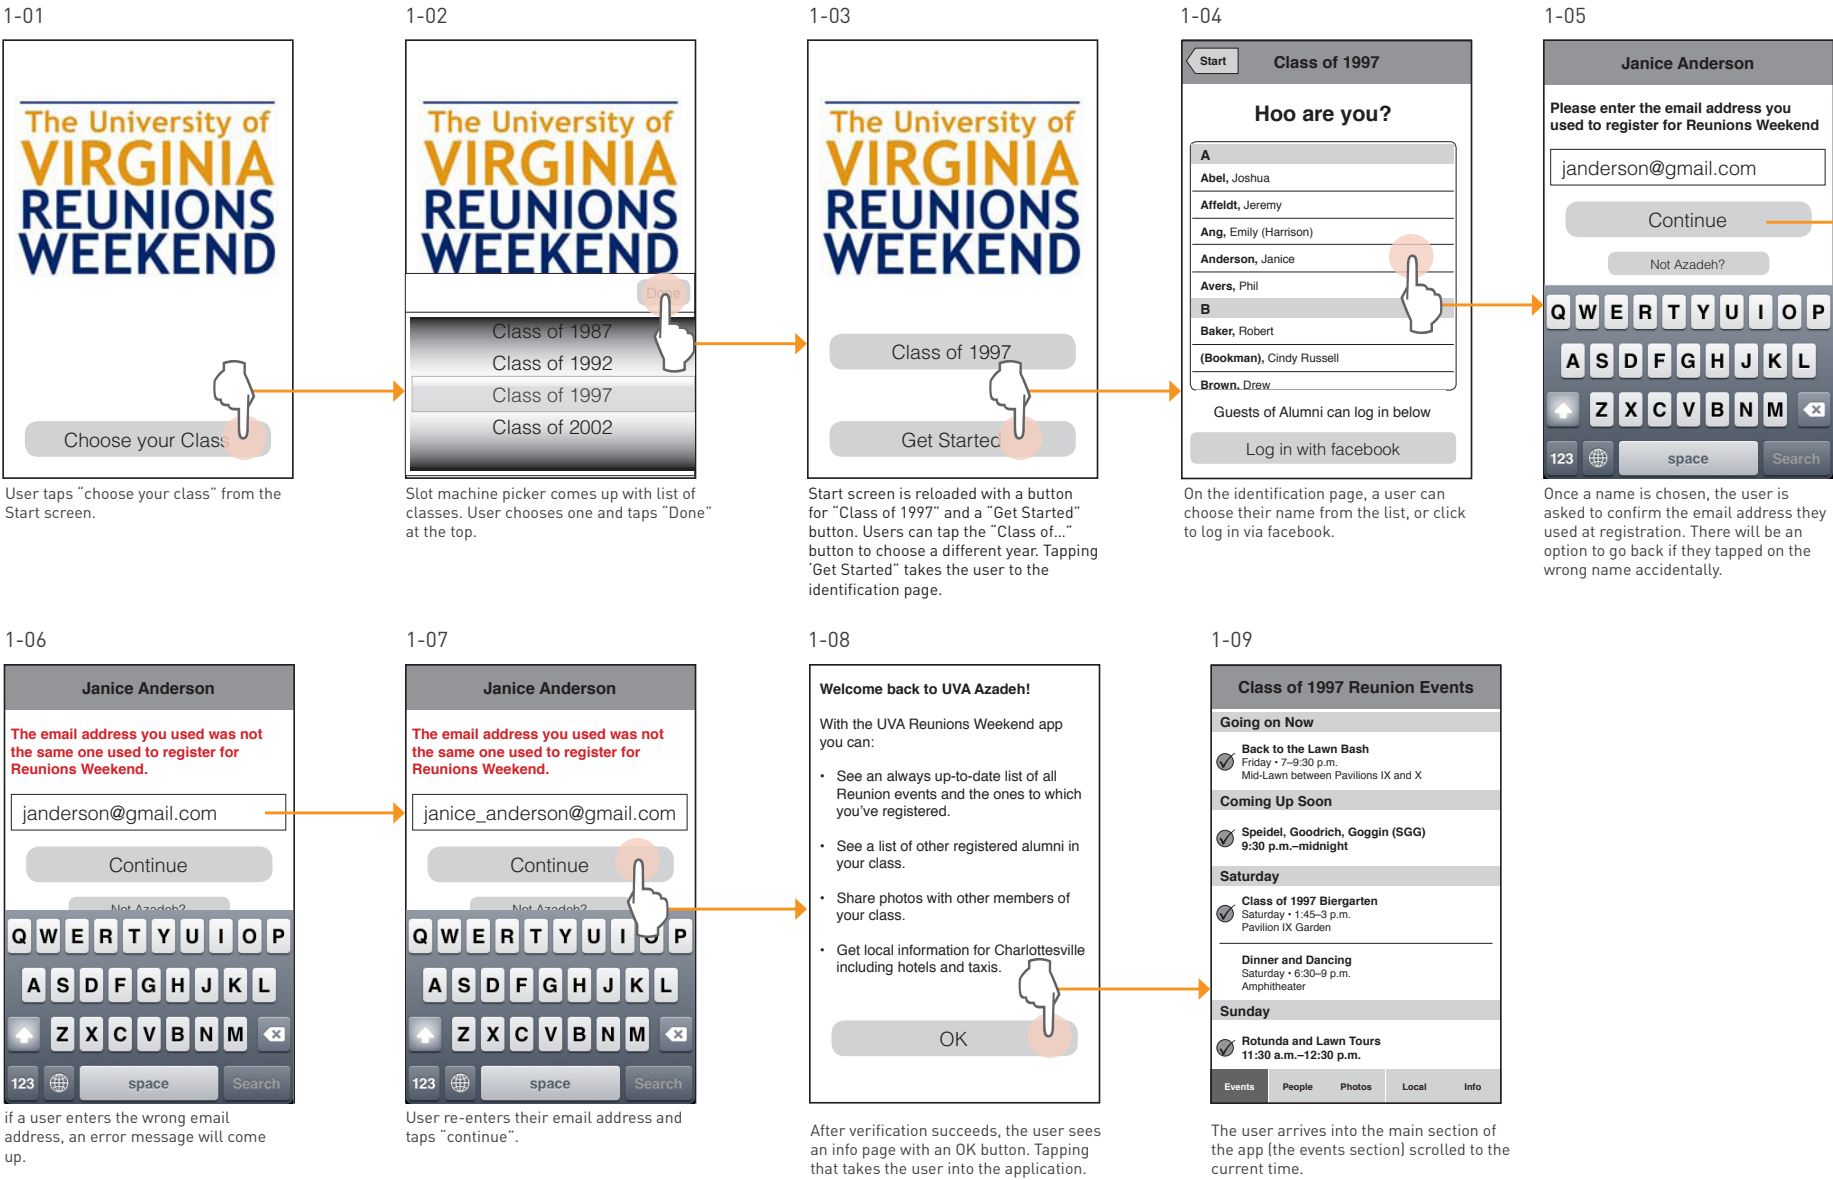 1-01
The University of
VIRGINIA
REUNIONS
WEEKEND
Choose your Class
User taps “choose your class” from the
Start screen.
1-02
The University of
VIRGINIA
REUNIONS
WEEKEND
Done
Class of 1987
Class of 1992
Class of 1997
Class of 2002
Slot machine picker comes up with list of
classes. User chooses one and taps “Done”
at the top.
1-03
The University of
VIRGINIA
REUNIONS
WEEKEND
Class of 1997
Get Started
Start screen is reloaded with a button
for “Class of 1997” and a “Get Started”
button. Users can tap the “Class of...”
button to choose a different year. Tapping
‘Get Started” takes the user to the
identification page.
1-04
Start
Class of 1997
Hoo are you?
A
Abel, Joshua
Affeldt, Jeremy
Ang, Emily (Harrison)
Anderson, Janice
Avers, Phil
B
Baker, Robert
(Bookman), Cindy Russell
Brown, Drew
Guests of Alumni can log in below
Log in with facebook
On the identification page, a user can
choose their name from the list, or click
to log in via facebook.
1-05
Janice Anderson
Please enter the email address you
used to register for Reunions Weekend
janderson@gmail.com
Continue
Not Azadeh?
Q W E R T Y U I O P
A S D F G H J K L
Z X C V B N M
123 space Search
Once a name is chosen, the user is
asked to confirm the email address they
used at registration. There will be an
option to go back if they tapped on the
wrong name accidentally.
1-06
Janice Anderson
The email address you used was not
the same one used to register for
Reunions Weekend.
janderson@gmail.com
Continue
Not Azadeh?
Q W E R T Y U I O P
A S D F G H J K L
Z X C V B N M
123 space Search
if a user enters the wrong email
address, an error message will come
up.
1-07
Janice Anderson
The email address you used was not
the same one used to register for
Reunions Weekend.
janice_anderson@gmail.com
Continue
Not Azadeh?
Q W E R T Y U I O P
A S D F G H J K L
Z X C V B N M
123 space Search
User re-enters their email address and
taps “continue”.
1-08
Welcome back to UVA Azadeh!
With the UVA Reunions Weekend app
you can:
• See an always up-to-date list of all
Reunion events and the ones to which
you’ve registered.
• See a list of other registered alumni in
your class.
• Share photos with other members of
your class.
• Get local information for Charlottesville
including hotels and taxis.
OK
After verification succeeds, the user sees
an info page with an OK button. Tapping
that takes the user into the application.
1-09
Class of 1997 Reunion Events
Going on Now
Back to the Lawn Bash
Friday • 7–9:30 p.m.
Mid-Lawn between Pavilions IX and X
Coming Up Soon
Speidel, Goodrich, Goggin (SGG)
9:30 p.m.–midnight
Saturday
Class of 1997 Biergarten
Saturday • 1:45–3 p.m.
Pavilion IX Garden
Dinner and Dancing
Saturday • 6:30–9 p.m.
Amphitheater
Sunday
Rotunda and Lawn Tours
11:30 a.m.–12:30 p.m.
Events People Photos Local Info
The user arrives into the main section of
the app (the events section) scrolled to the
current time.